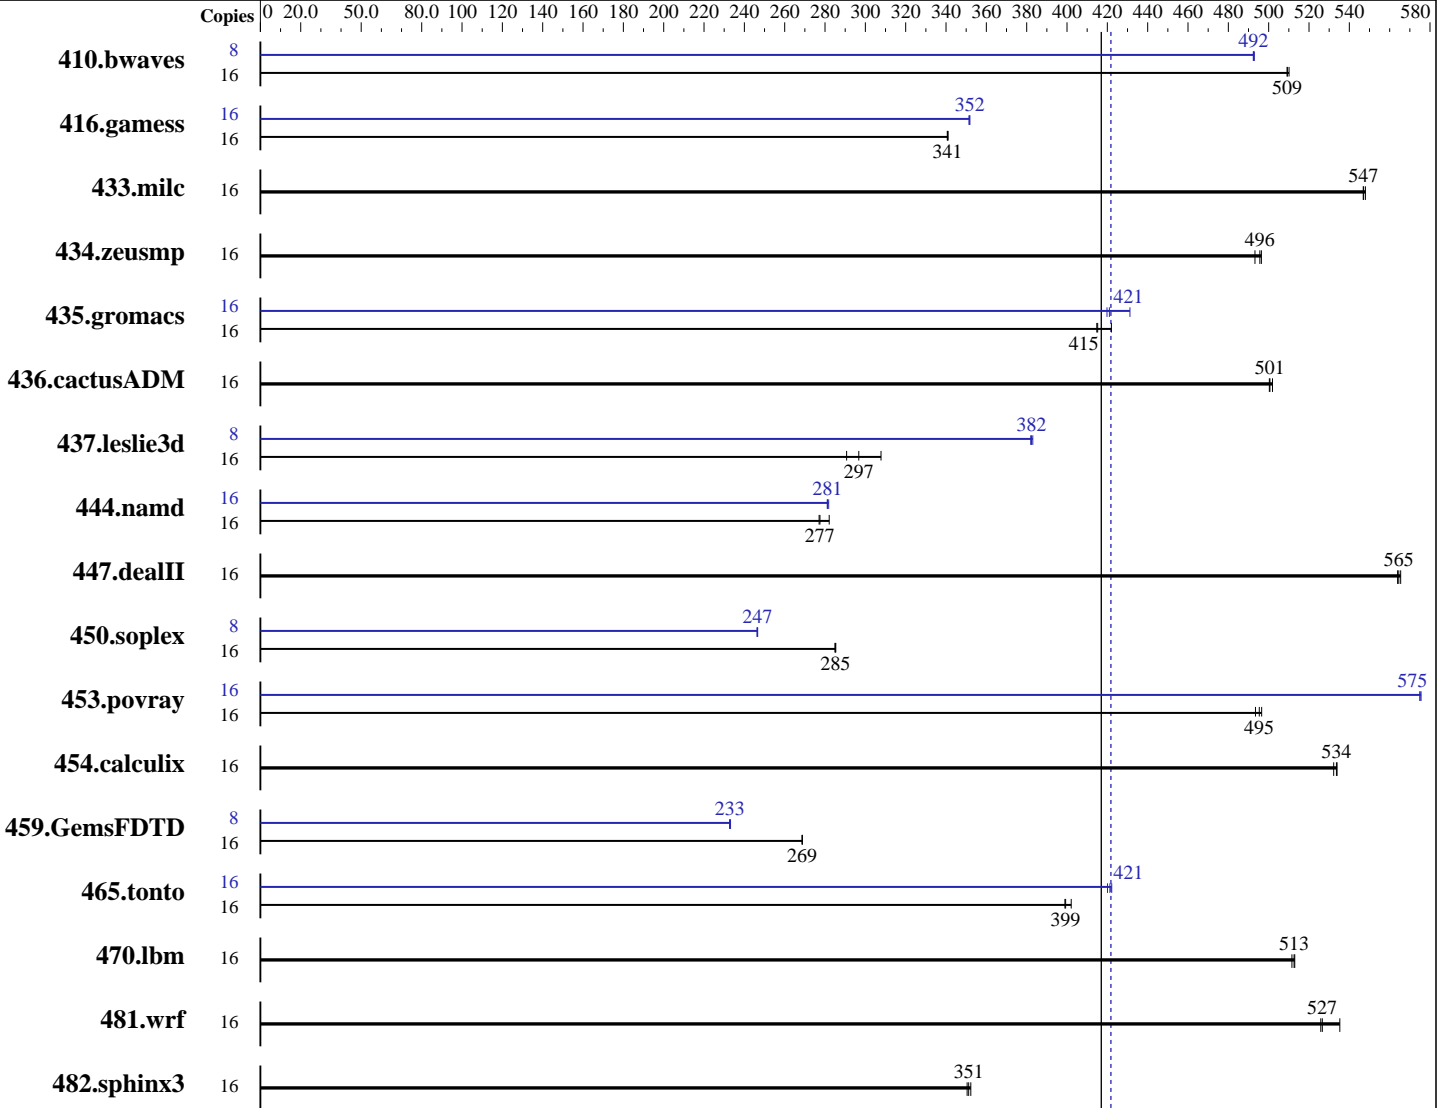 Copies 0 20.0 50.0 80.0 100 120 140 160 180 200 220 240 260 280 300 320 340 360 380 400 420 440 460 480 500 520 540 580
410.bwaves 8 492
16 509
416.gamess 16 352
16 341
433.milc 16 547
434.zeusmp 16 496
435.gromacs 16 421
16 415
436.cactusADM 16 501
437.leslie3d 8 382
16 297
444.namd 16 281
16 277
447.dealII 16 565
450.soplex 8 247
16 285
453.povray 16 575
16 495
454.calculix 16 534
459.GemsFDTD 8 233
16 269
465.tonto 16 421
16 399
470.lbm 16 513
481.wrf 16 527
482.sphinx3 16 351